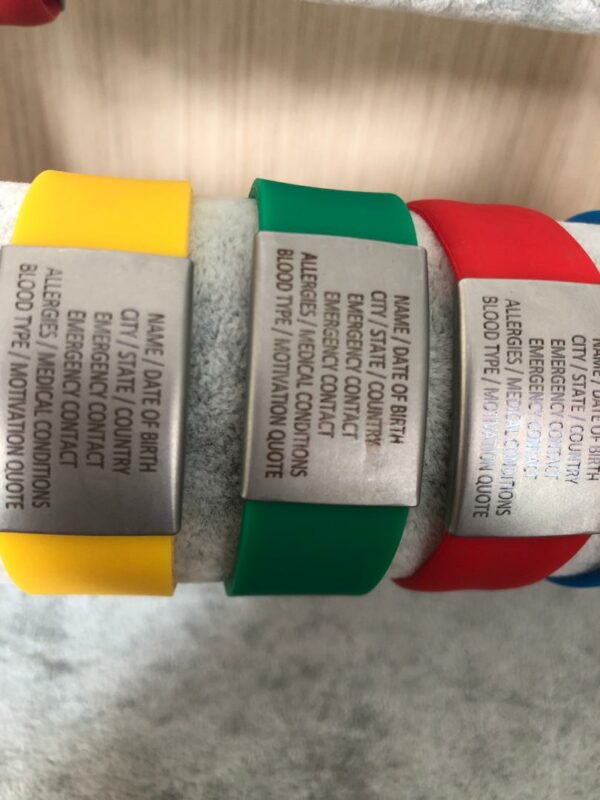 NAME / DATE OF BIRTH
CITY / STATE / COUNTRY
EMERGENCY CONTACT
EMERGENCY CONTACT
ALLERGIES / MEDICAL CONDITIONS
BLOOD TYPE / MOTIVATION QUOTE
NAME / DATE OF BIRTH
CITY / STATE / COUNTRY
EMERGENCY CONTACT
EMERGENCY CONTACT
ALLERGIES / MEDICAL CONDITIONS
BLOOD TYPE / MOTIVATION QUOTE
NAME / DATE OF BIRTH
CITY / STATE / COUNTRY
EMERGENCY CONTACT
EMERGENCY CONTACT
ALLERGIES / MEDICAL CONDITIONS
BLOOD TYPE / MOTIVATION QUOTE